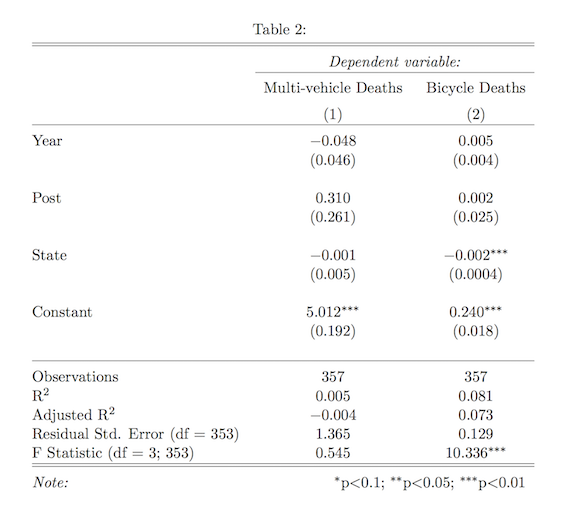 Table 2:
Dependent variable:
Multi-vehicle Deaths Bicycle Deaths
(1) (2)
Year −0.048 0.005
(0.046) (0.004)
Post 0.310 0.002
(0.261) (0.025)
State −0.001 −0.002***
(0.005) (0.0004)
Constant 5.012*** 0.240***
(0.192) (0.018)
Observations 357 357
R² 0.005 0.081
Adjusted R² −0.004 0.073
Residual Std. Error (df = 353) 1.365 0.129
F Statistic (df = 3; 353) 0.545 10.336***
Note: *p<0.1; **p<0.05; ***p<0.01